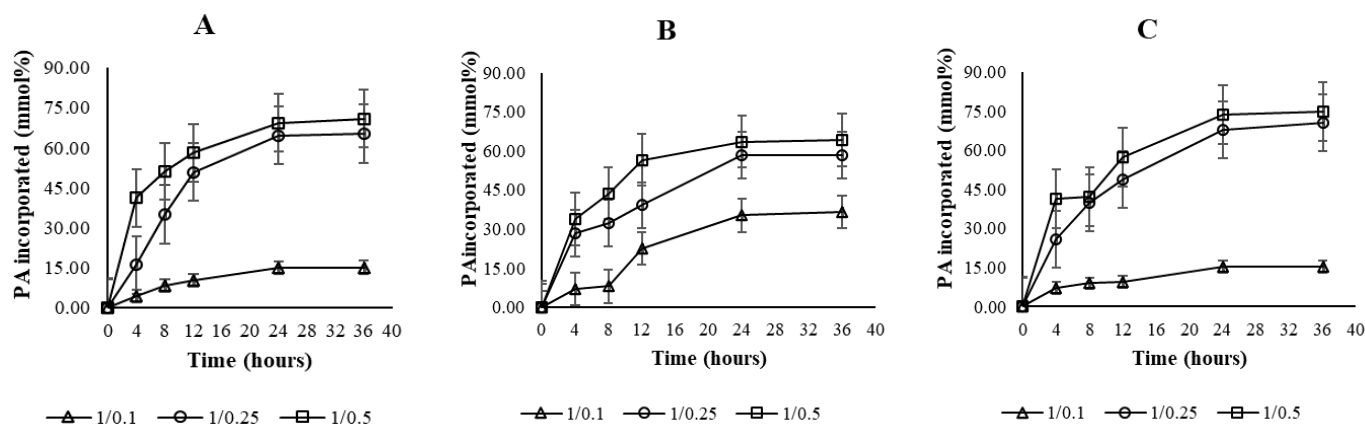 A
PA incorporated (mmol%)
90.00
75.00
60.00
45.00
30.00
15.00
0.00
0 4 8 12 16 20 24 28 32 36 40
Time (hours)
1/0.1 1/0.25 1/0.5
B
PAincorporated (mmol%)
90.00
75.00
60.00
45.00
30.00
15.00
0.00
0 4 8 12 16 20 24 28 32 36 40
Time (hours)
1/0.1 1/0.25 1/0.5
C
PA incorporated (mmol%)
90.00
75.00
60.00
45.00
30.00
15.00
0.00
0 4 8 12 16 20 24 28 32 36 40
Time (hours)
1/0.1 1/0.25 1/0.5